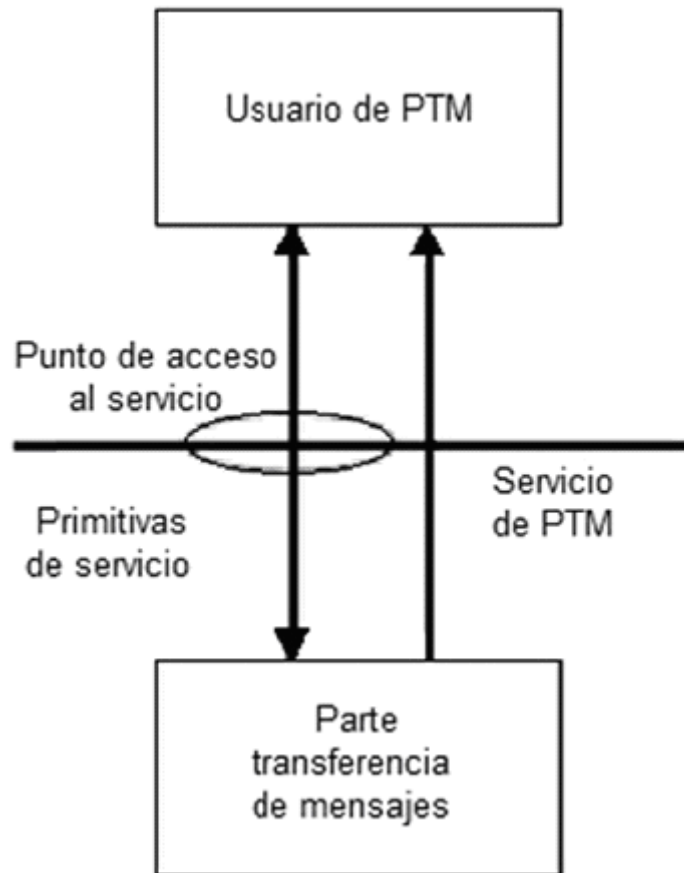 Usuario de PTM
Punto de acceso
al servicio
Primitivas
de servicio
Servicio
de PTM
Parte
transferencia
de mensajes